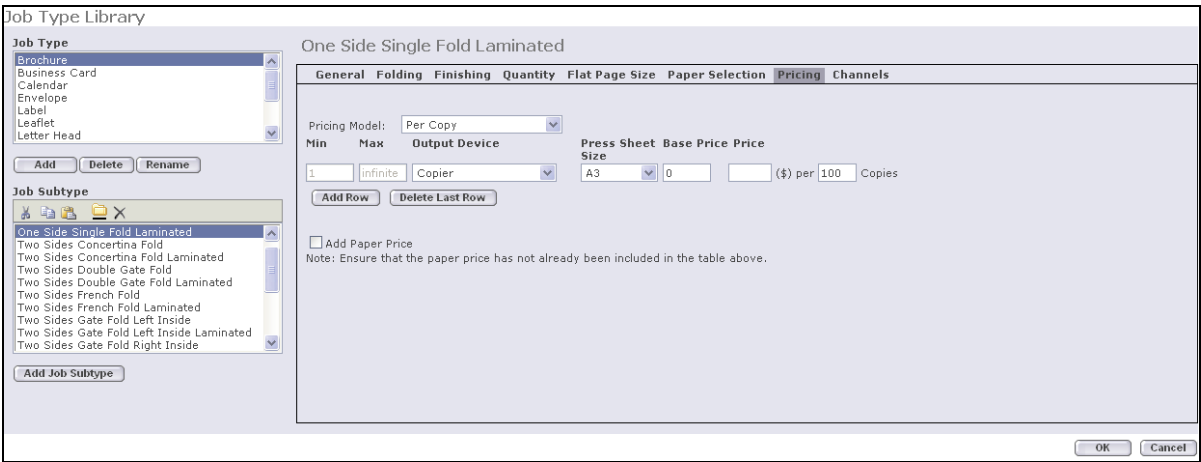 Job Type Library
Job Type
Brochure
Business Card
Calendar
Envelope
Label
Leaflet
Letter Head
Add Delete Rename
Job Subtype
One Side Single Fold Laminated
Two Sides Concertina Fold
Two Sides Concertina Fold Laminated
Two Sides Double Gate Fold
Two Sides Double Gate Fold Laminated
Two Sides French Fold
Two Sides French Fold Laminated
Two Sides Gate Fold Left Inside
Two Sides Gate Fold Left Inside Laminated
Two Sides Gate Fold Right Inside
Add Job Subtype
One Side Single Fold Laminated
General Folding Finishing Quantity Flat Page Size Paper Selection Pricing Channels
Pricing Model: Per Copy
Min Max Output Device Press Sheet Size Base Price Price
1 infinite Copier A3 0 ($) per 100 Copies
Add Row Delete Last Row
Add Paper Price
Note: Ensure that the paper price has not already been included in the table above.
OK Cancel